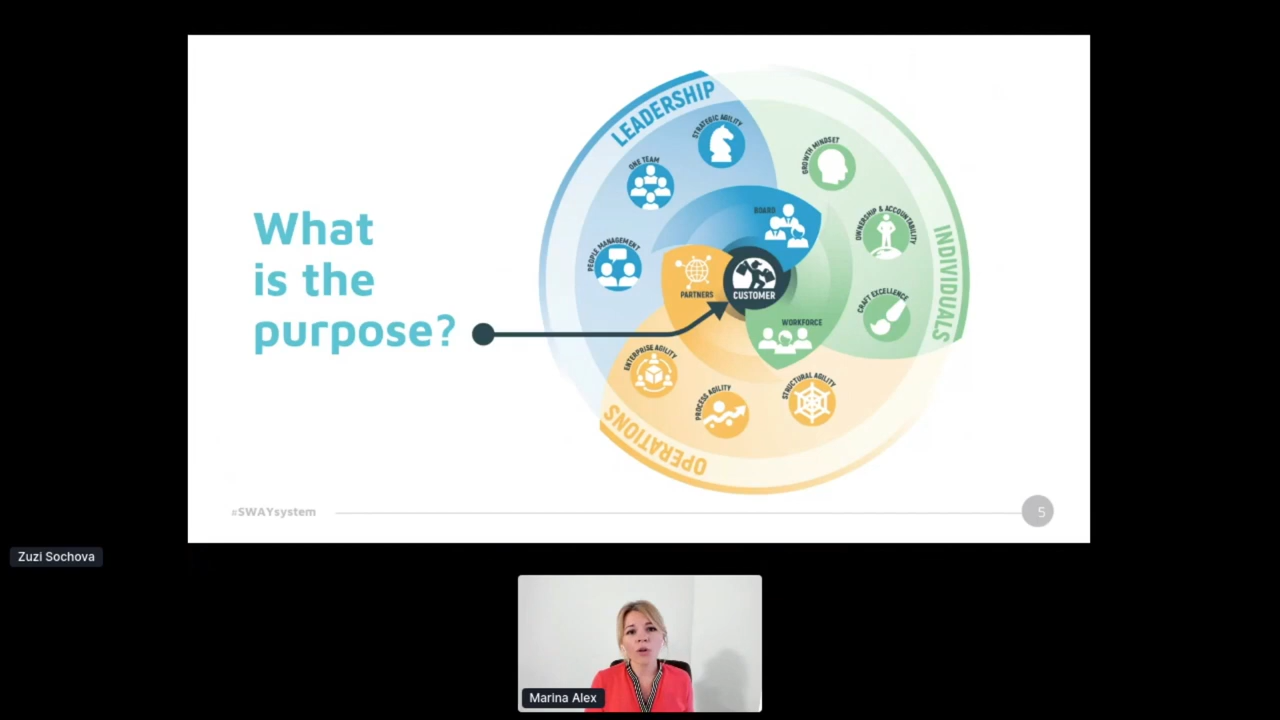 What
is the
purpose?
LEADERSHIP
STRATEGIC AGILITY
ONE TEAM
PEOPLE MANAGEMENT
GROWTH MINDSET
OWNERSHIP & ACCOUNTABILITY
CRAFT EXCELLENCE
INDIVIDUALS
BOARD
PARTNERS
CUSTOMER
WORKFORCE
ENTERPRISE AGILITY
PROCESS AGILITY
STRUCTURAL AGILITY
OPERATIONS
#SWAYsystem
5
Zuzi Sochova
Marina Alex